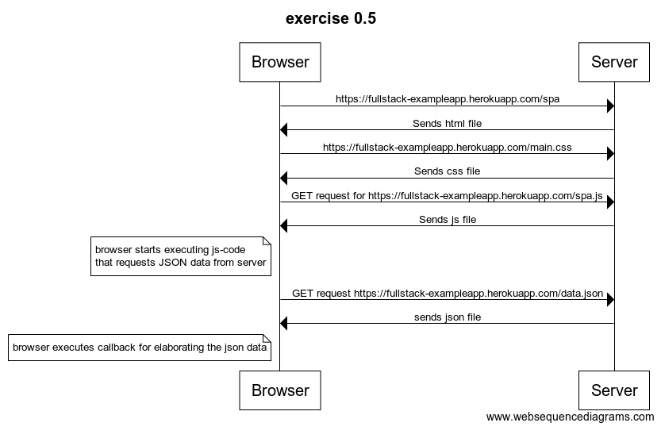 exercise 0.5
Browser
Server
https://fullstack-exampleapp.herokuapp.com/spa
Sends html file
https://fullstack-exampleapp.herokuapp.com/main.css
Sends css file
GET request for https://fullstack-exampleapp.herokuapp.com/spa.js
Sends js file
browser starts executing js-code
that requests JSON data from server
GET request https://fullstack-exampleapp.herokuapp.com/data.json
sends json file
browser executes callback for elaborating the json data
Browser
Server
www.websequencediagrams.com